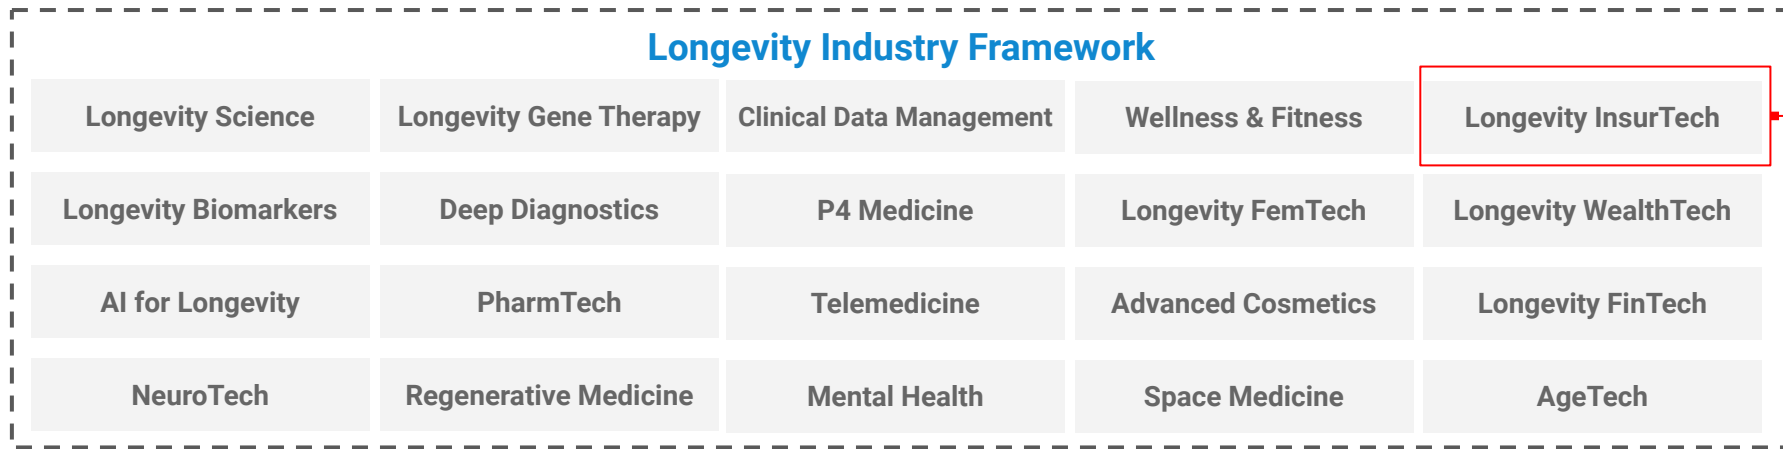 Longevity Industry Framework
Longevity Science
Longevity Gene Therapy
Clinical Data Management
Wellness & Fitness
Longevity InsurTech
Longevity Biomarkers
Deep Diagnostics
P4 Medicine
Longevity FemTech
Longevity WealthTech
AI for Longevity
PharmTech
Telemedicine
Advanced Cosmetics
Longevity FinTech
NeuroTech
Regenerative Medicine
Mental Health
Space Medicine
AgeTech